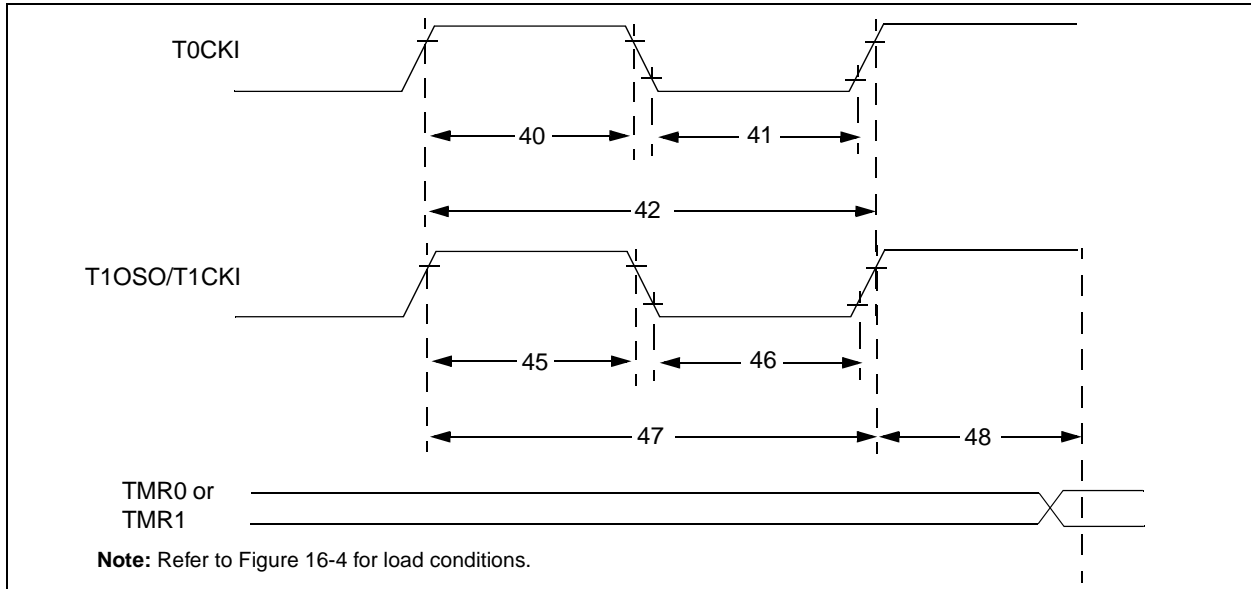 T0CKI
40
41
42
T1OSO/T1CKI
45
46
47
48
TMR0 or
TMR1
Note: Refer to Figure 16-4 for load conditions.